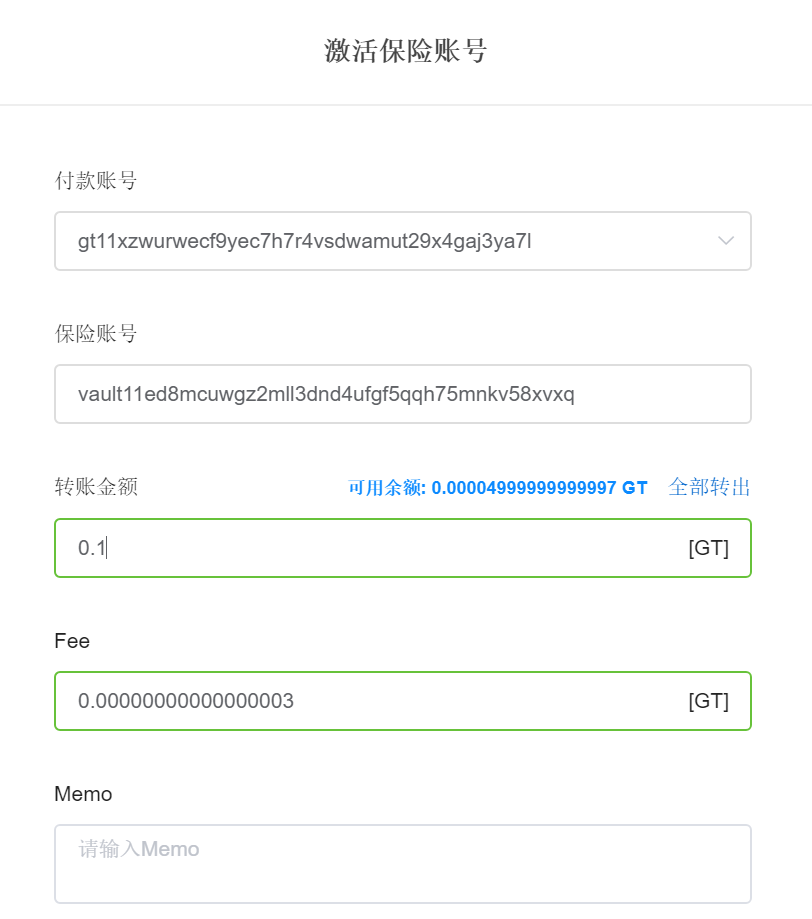 激活保险账号
付款账号
gt11xzwurwecf9yec7h7r4vsdwamut29x4gaj3ya7l
保险账号
vault11ed8mcuwgz2mll3dnd4ufgf5qqh75mnkv58xvxq
转账金额 可用余额: 0.00004999999999997 GT 全部转出
0.1 [GT]
Fee
0.00000000000000003 [GT]
Memo
请输入Memo